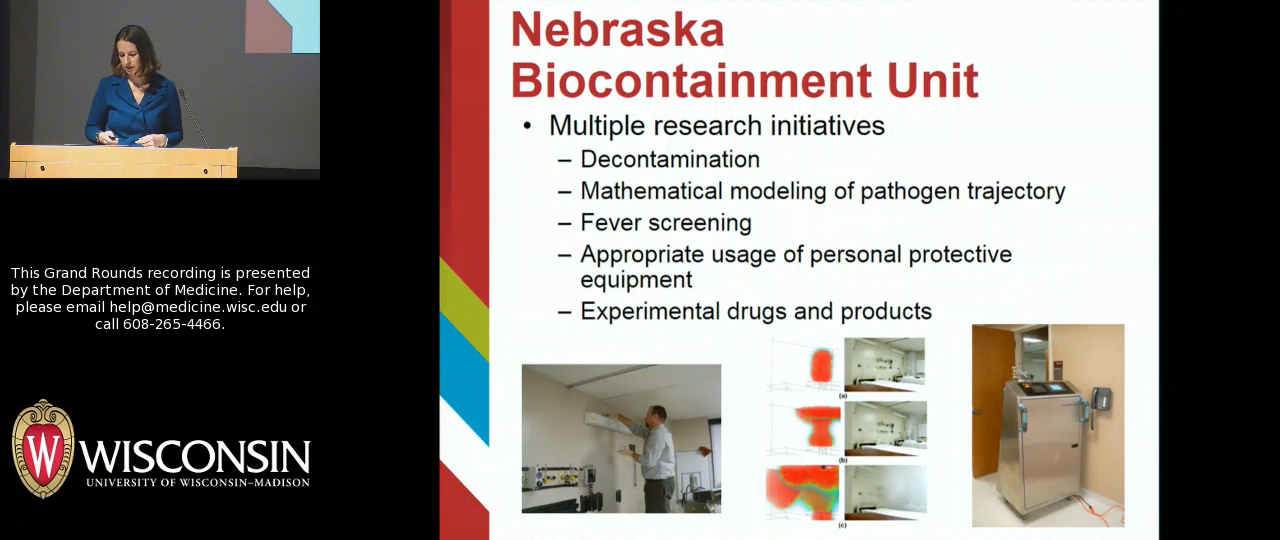 Nebraska
Biocontainment Unit
• Multiple research initiatives
– Decontamination
– Mathematical modeling of pathogen trajectory
– Fever screening
– Appropriate usage of personal protective
equipment
– Experimental drugs and products
(a)
(b)
(c)
This Grand Rounds recording is presented
by the Department of Medicine. For help,
please email help@medicine.wisc.edu or
call 608-265-4466.
W
WISCONSIN
UNIVERSITY OF WISCONSIN–MADISON